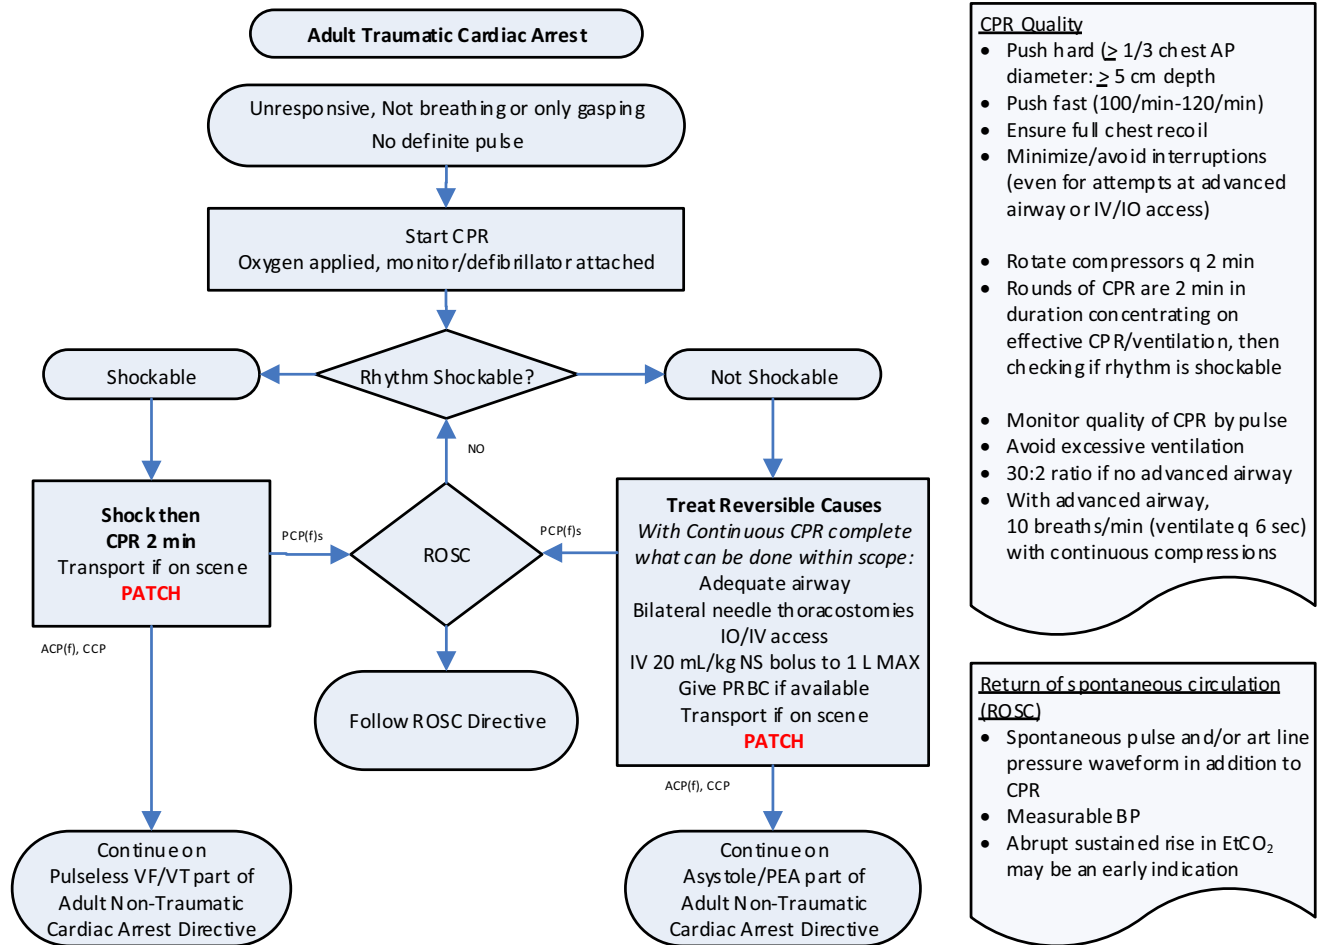 Adult Traumatic Cardiac Arrest
Unresponsive, Not breathing or only gasping
No definite pulse
Start CPR
Oxygen applied, monitor/defibrillator attached
Rhythm Shockable?
Shockable
Not Shockable
NO
Shock then
CPR 2 min
Transport if on scene
PATCH
PCP(f)s
ROSC
PCP(f)s
Treat Reversible Causes
With Continuous CPR complete
what can be done within scope:
Adequate airway
Bilateral needle thoracostomies
IO/IV access
IV 20 mL/kg NS bolus to 1 L MAX
Give PRBC if available
Transport if on scene
PATCH
ACP(f), CCP
Follow ROSC Directive
ACP(f), CCP
Continue on
Pulseless VF/VT part of
Adult Non-Traumatic
Cardiac Arrest Directive
Continue on
Asystole/PEA part of
Adult Non-Traumatic
Cardiac Arrest Directive
CPR Quality
• Push hard (≥ 1/3 chest AP
diameter: ≥ 5 cm depth
• Push fast (100/min-120/min)
• Ensure full chest recoil
• Minimize/avoid interruptions
(even for attempts at advanced
airway or IV/IO access)
• Rotate compressors q 2 min
• Rounds of CPR are 2 min in
duration concentrating on
effective CPR/ventilation, then
checking if rhythm is shockable
• Monitor quality of CPR by pulse
• Avoid excessive ventilation
• 30:2 ratio if no advanced airway
• With advanced airway,
10 breaths/min (ventilate q 6 sec)
with continuous compressions
Return of spontaneous circulation
(ROSC)
• Spontaneous pulse and/or art line
pressure waveform in addition to
CPR
• Measurable BP
• Abrupt sustained rise in EtCO₂
may be an early indication